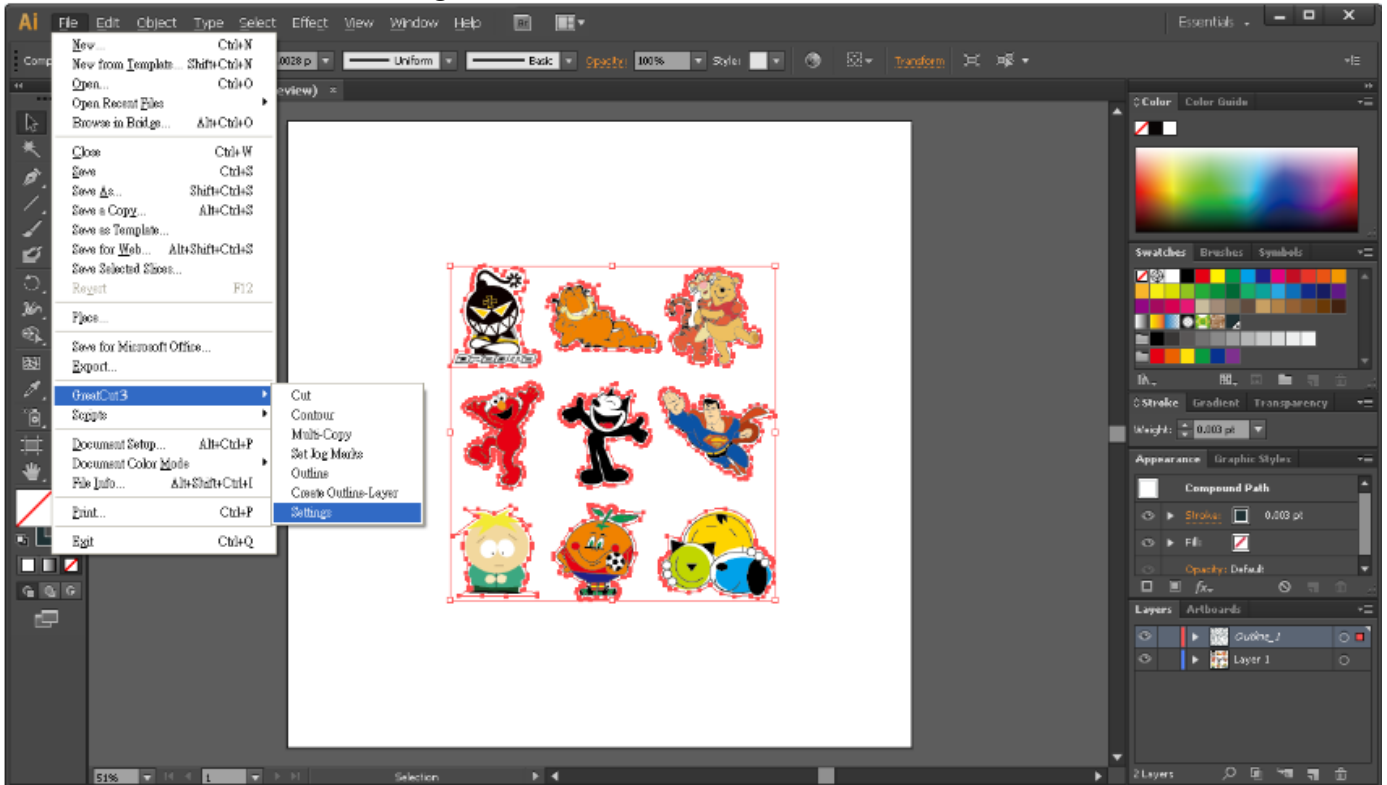 Ai File Edit Object Type Select Effect View Window Help Br Essentials
Comp .0028 p Uniform Basic Opacity: 100% Style: Transform
eview) ×
New... Ctrl+N
New from Template... Shift+Ctrl+N
Open... Ctrl+O
Open Recent Files
Browse in Bridge... Alt+Ctrl+O
Close Ctrl+W
Save Ctrl+S
Save As... Shift+Ctrl+S
Save a Copy... Alt+Ctrl+S
Save as Template...
Save for Web... Alt+Shift+Ctrl+S
Save Selected Slices...
Revert F12
Place...
Save for Microsoft Office...
Export...
GreatCut3
Scripts
Document Setup... Alt+Ctrl+P
Document Color Mode
File Info... Alt+Shift+Ctrl+I
Print... Ctrl+P
Exit Ctrl+Q
Cut
Contour
Multi-Copy
Set Jog Marks
Outline
Create Outline-Layer
Settings
Color Color Guide
Swatches Brushes Symbols
Stroke Gradient Transparency
Weight: 0.003 pt
Appearance Graphic Styles
Compound Path
Stroke: 0.003 pt
Fill:
Opacity: Default
fx
Layers Artboards
Outline_1
Layer 1
2 Layers
51% 1 Selection